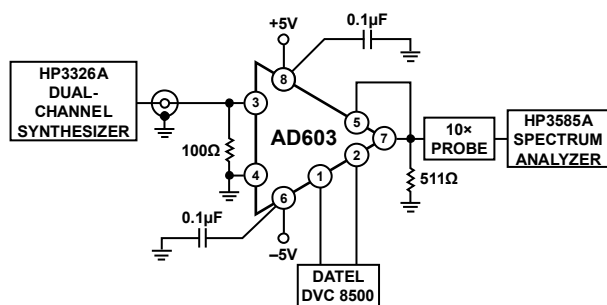 +5V
0.1µF
HP3326A
DUAL-
CHANNEL
SYNTHESIZER
8
3
5
AD603
7
10×
PROBE
HP3585A
SPECTRUM
ANALYZER
100Ω
4
2
1
6
511Ω
0.1µF
–5V
DATEL
DVC 8500